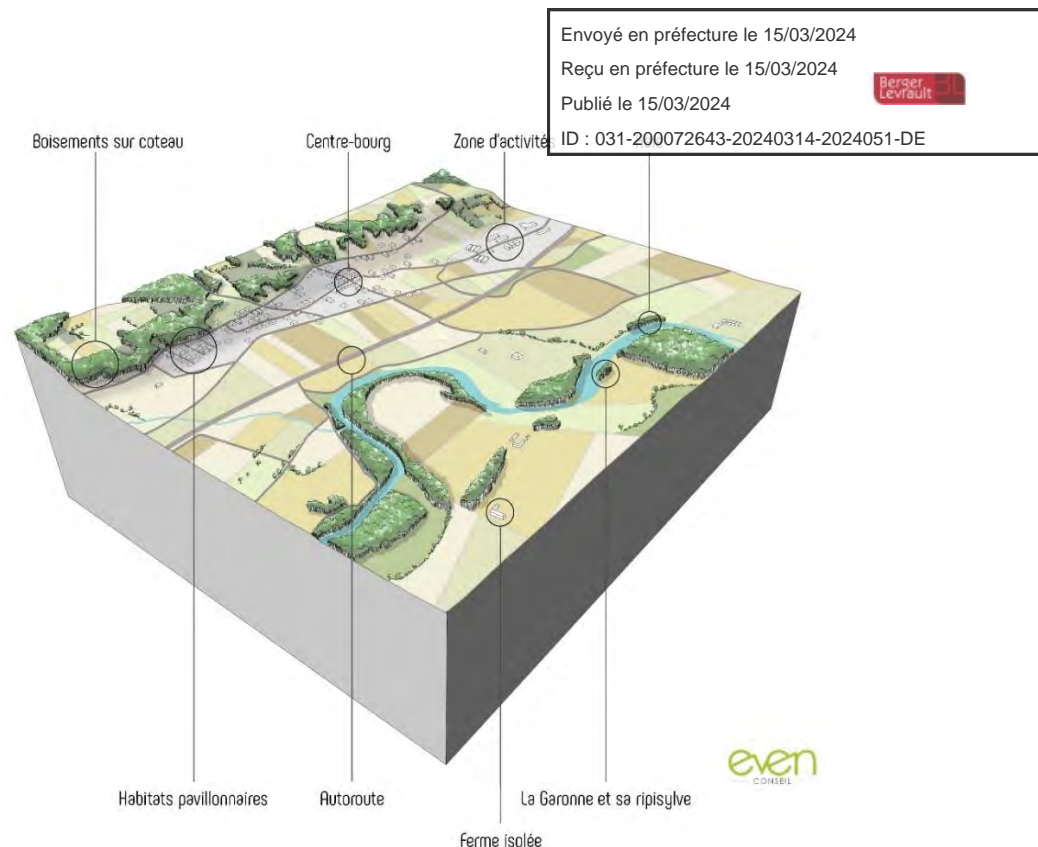 Envoyé en préfecture le 15/03/2024
Reçu en préfecture le 15/03/2024
Berger
Levrault
Publié le 15/03/2024
ID : 031-200072643-20240314-2024051-DE
Boisements sur coteau
Centre-bourg
Zone d'activités
even
CONSEIL
Habitats pavillonnaires
Autoroute
La Garonne et sa ripisylve
Ferme isolée